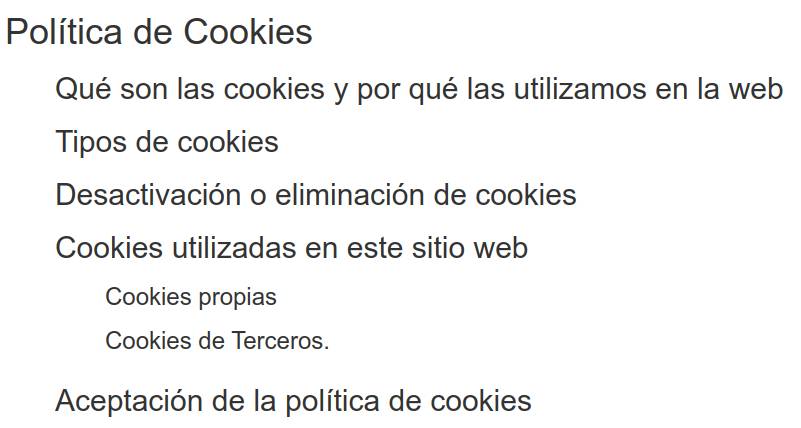 Política de Cookies
Qué son las cookies y por qué las utilizamos en la web
Tipos de cookies
Desactivación o eliminación de cookies
Cookies utilizadas en este sitio web
Cookies propias
Cookies de Terceros.
Aceptación de la política de cookies